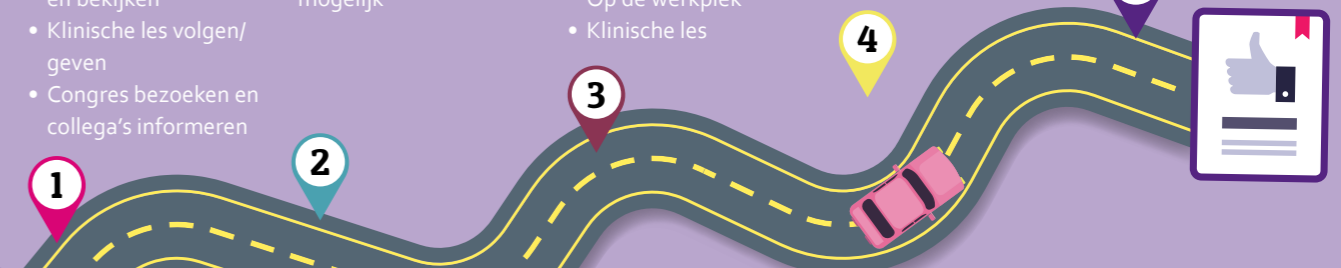 en bekijken
• Klinische les volgen/
geven
• Congres bezoeken en
collega's informeren
mogelijk
Op de werkplek
• Klinische les
1
2
3
4